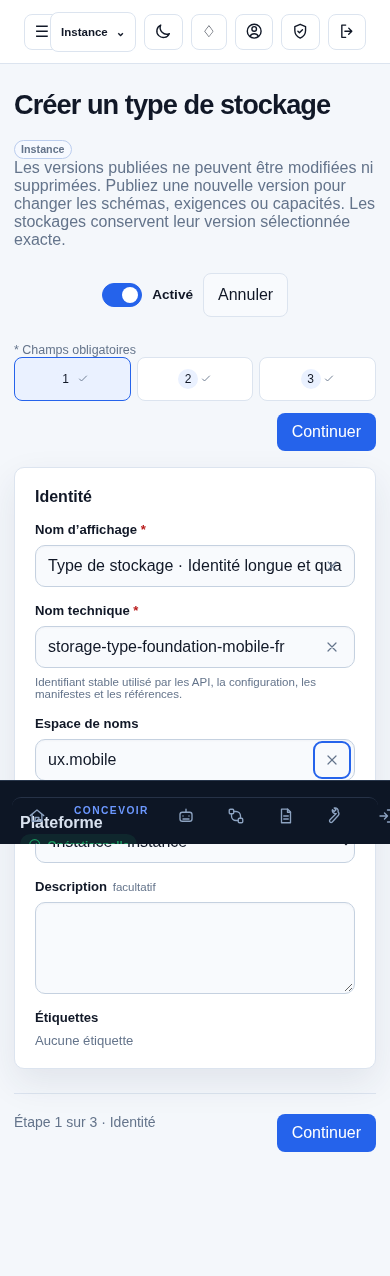 Instance
Créer un type de stockage
Instance
Les versions publiées ne peuvent être modifiées ni
supprimées. Publiez une nouvelle version pour
changer les schémas, exigences ou capacités. Les
stockages conservent leur version sélectionnée
exacte.
Activé
Annuler
* Champs obligatoires
1
2
3
Continuer
Identité
Nom d’affichage *
Type de stockage · Identité longue et qua
Nom technique *
storage-type-foundation-mobile-fr
Identifiant stable utilisé par les API, la configuration, les
manifestes et les références.
Espace de noms
ux.mobile
CONCEVOIR
Plateforme
Description facultatif
Étiquettes
Aucune étiquette
Étape 1 sur 3 · Identité
Continuer